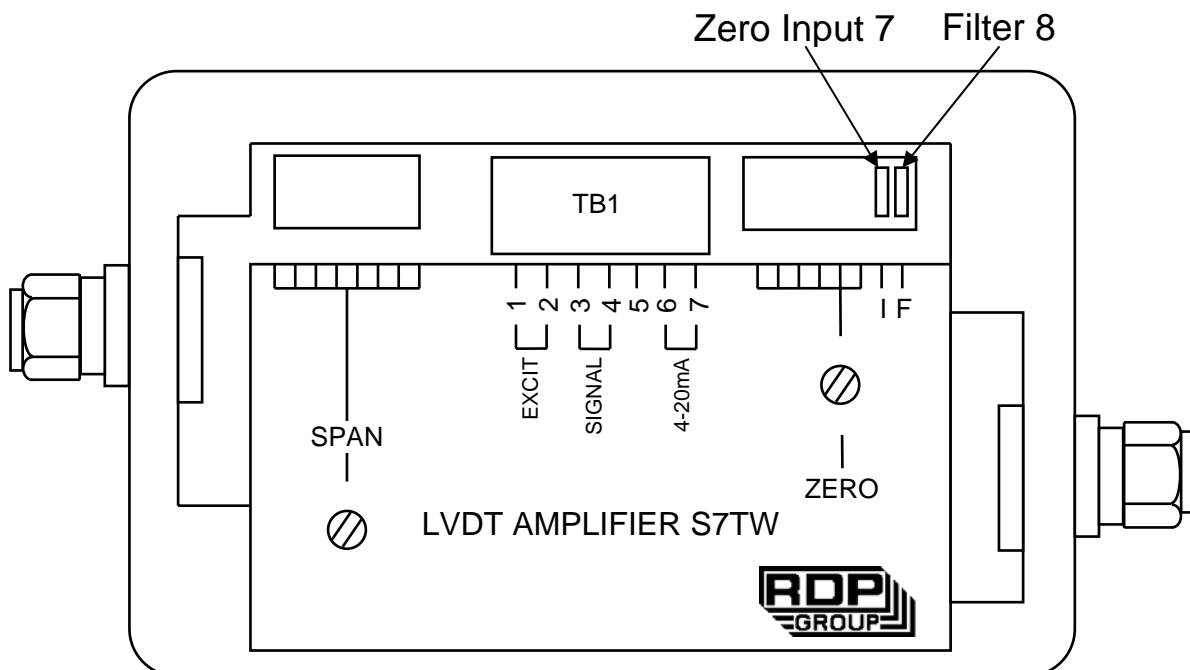 Zero Input 7 Filter 8
TB1
1 2 3 4 5 6 7 I F
EXCIT SIGNAL 4-20mA
SPAN
ZERO
LVDT AMPLIFIER S7TW
RDP
GROUP